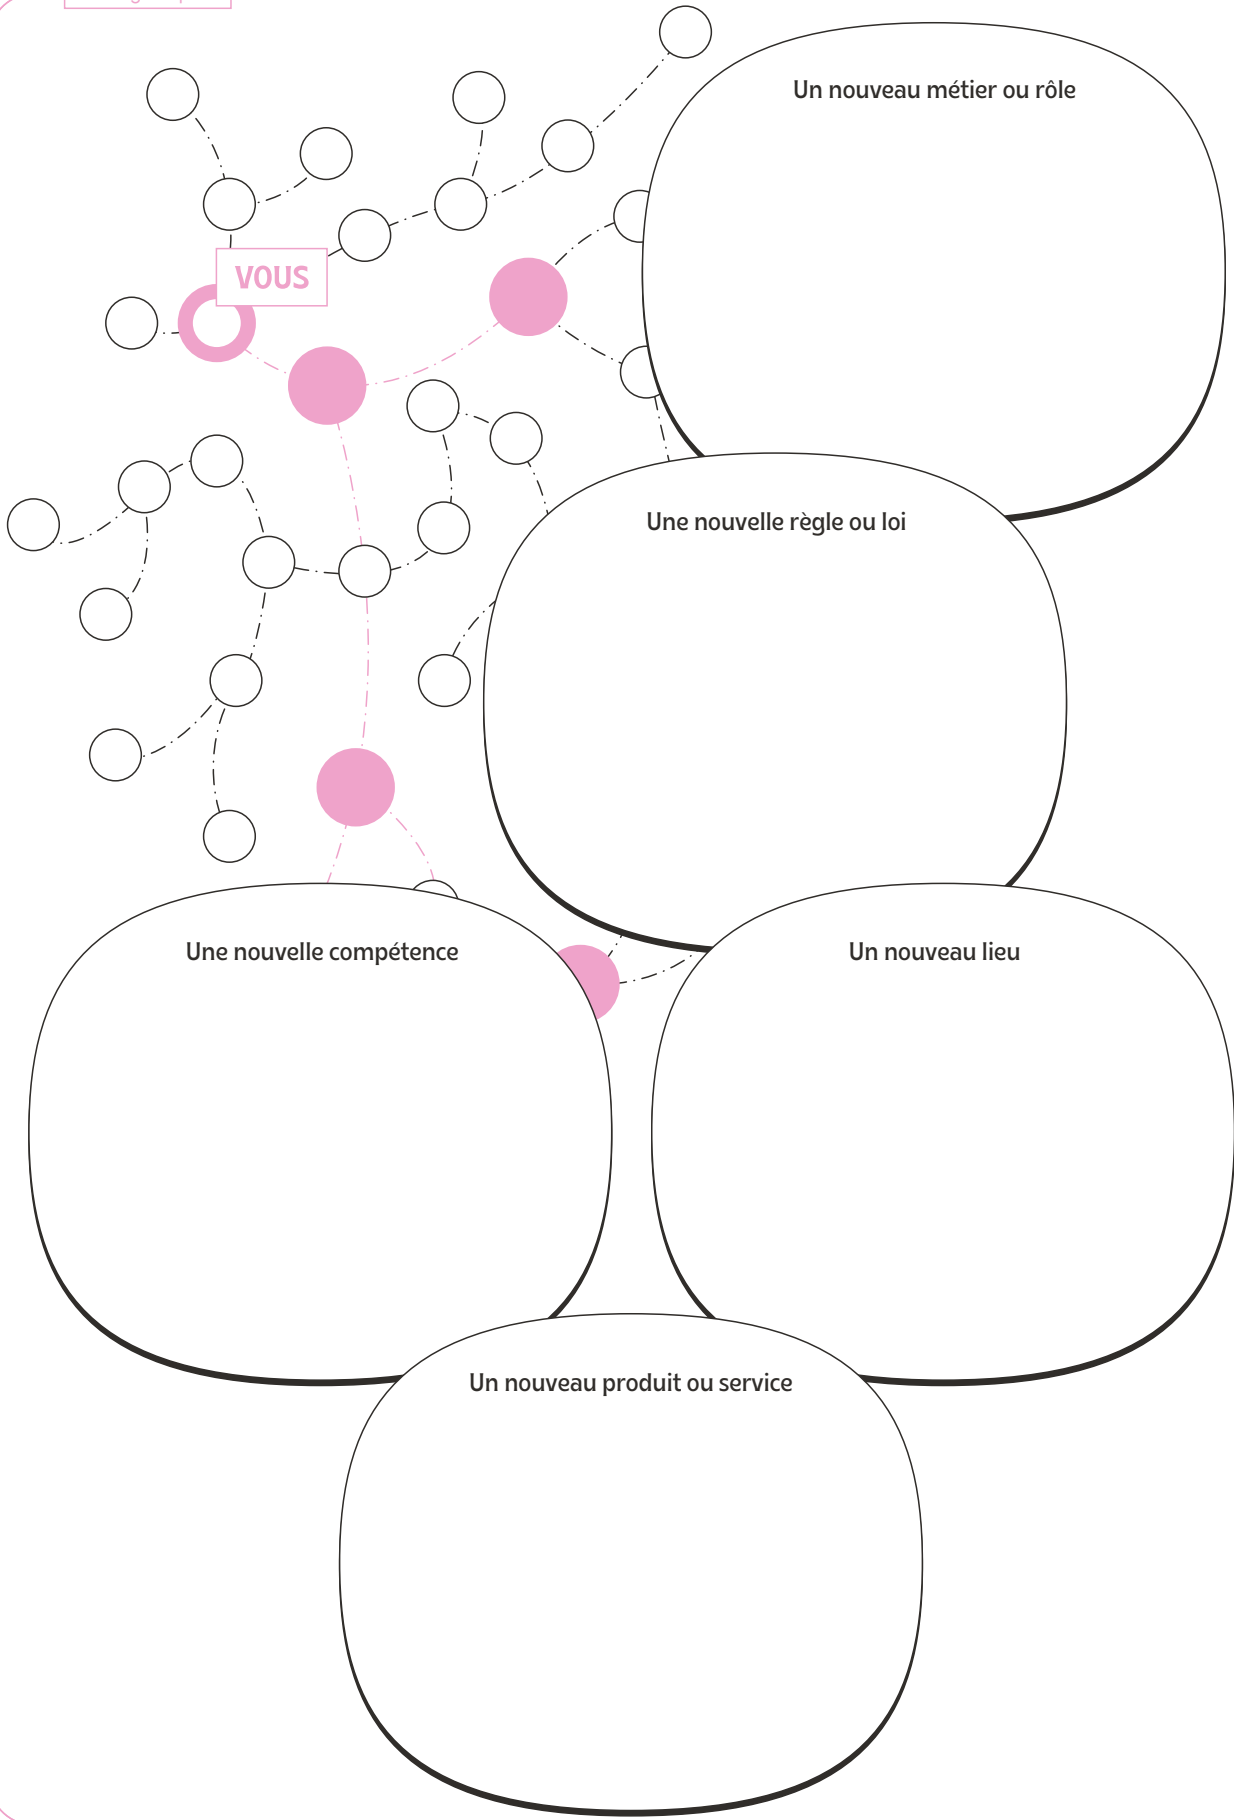 Un nouveau métier ou rôle
VOUS
Une nouvelle règle ou loi
Une nouvelle compétence
Un nouveau lieu
Un nouveau produit ou service